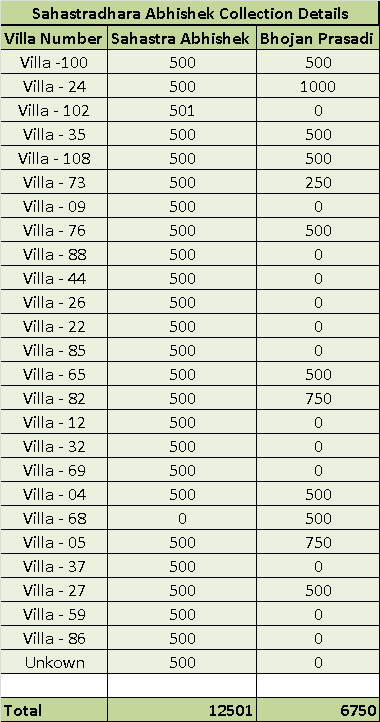 Sahastradhara Abhishek Collection Details
Villa Number Sahastra Abhishek Bhojan Prasadi
Villa -100 500 500
Villa - 24 500 1000
Villa - 102 501 0
Villa - 35 500 500
Villa - 108 500 500
Villa - 73 500 250
Villa - 09 500 0
Villa - 76 500 500
Villa - 88 500 0
Villa - 44 500 0
Villa - 26 500 0
Villa - 22 500 0
Villa - 85 500 0
Villa - 65 500 500
Villa - 82 500 750
Villa - 12 500 0
Villa - 32 500 0
Villa - 69 500 0
Villa - 04 500 500
Villa - 68 0 500
Villa - 05 500 750
Villa - 37 500 0
Villa - 27 500 500
Villa - 59 500 0
Villa - 86 500 0
Unkown 500 0
Total 12501 6750